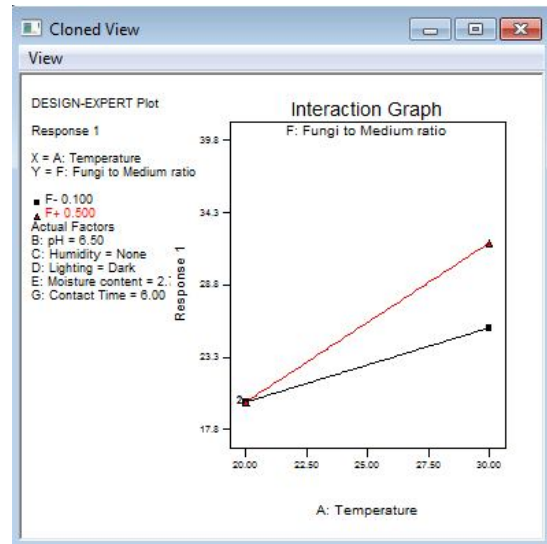 Cloned View
View
DESIGN-EXPERT Plot
Response 1
X = A: Temperature
Y = F: Fungi to Medium ratio
F- 0.100
F+ 0.500
Actual Factors
B: pH = 6.50
C: Humidity = None
D: Lighting = Dark
E: Moisture content = 2.
G: Contact Time = 6.00
Interaction Graph
F: Fungi to Medium ratio
Response 1
39.8
34.3
28.8
23.3
17.8
2
20.00 22.50 25.00 27.50 30.00
A: Temperature